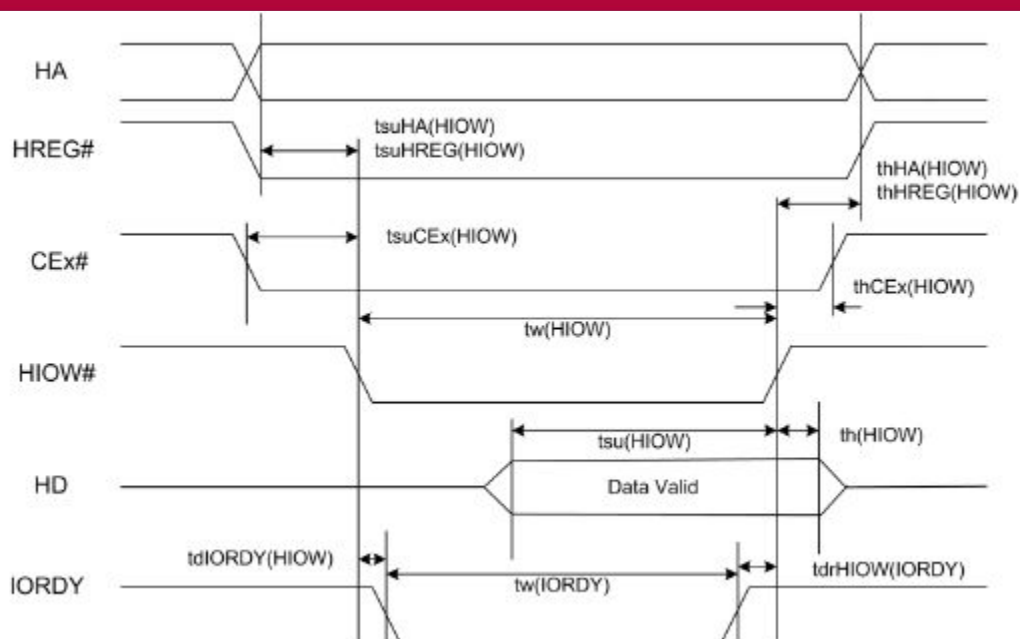 HA
tsuHA(HIOW)
tsuHREG(HIOW)
HREG#
thHA(HIOW)
thHREG(HIOW)
tsuCEx(HIOW)
CEx#
thCEx(HIOW)
tw(HIOW)
HIOW#
tsu(HIOW)
th(HIOW)
HD
Data Valid
tdIORDY(HIOW)
tw(IORDY)
tdrHIOW(IORDY)
IORDY